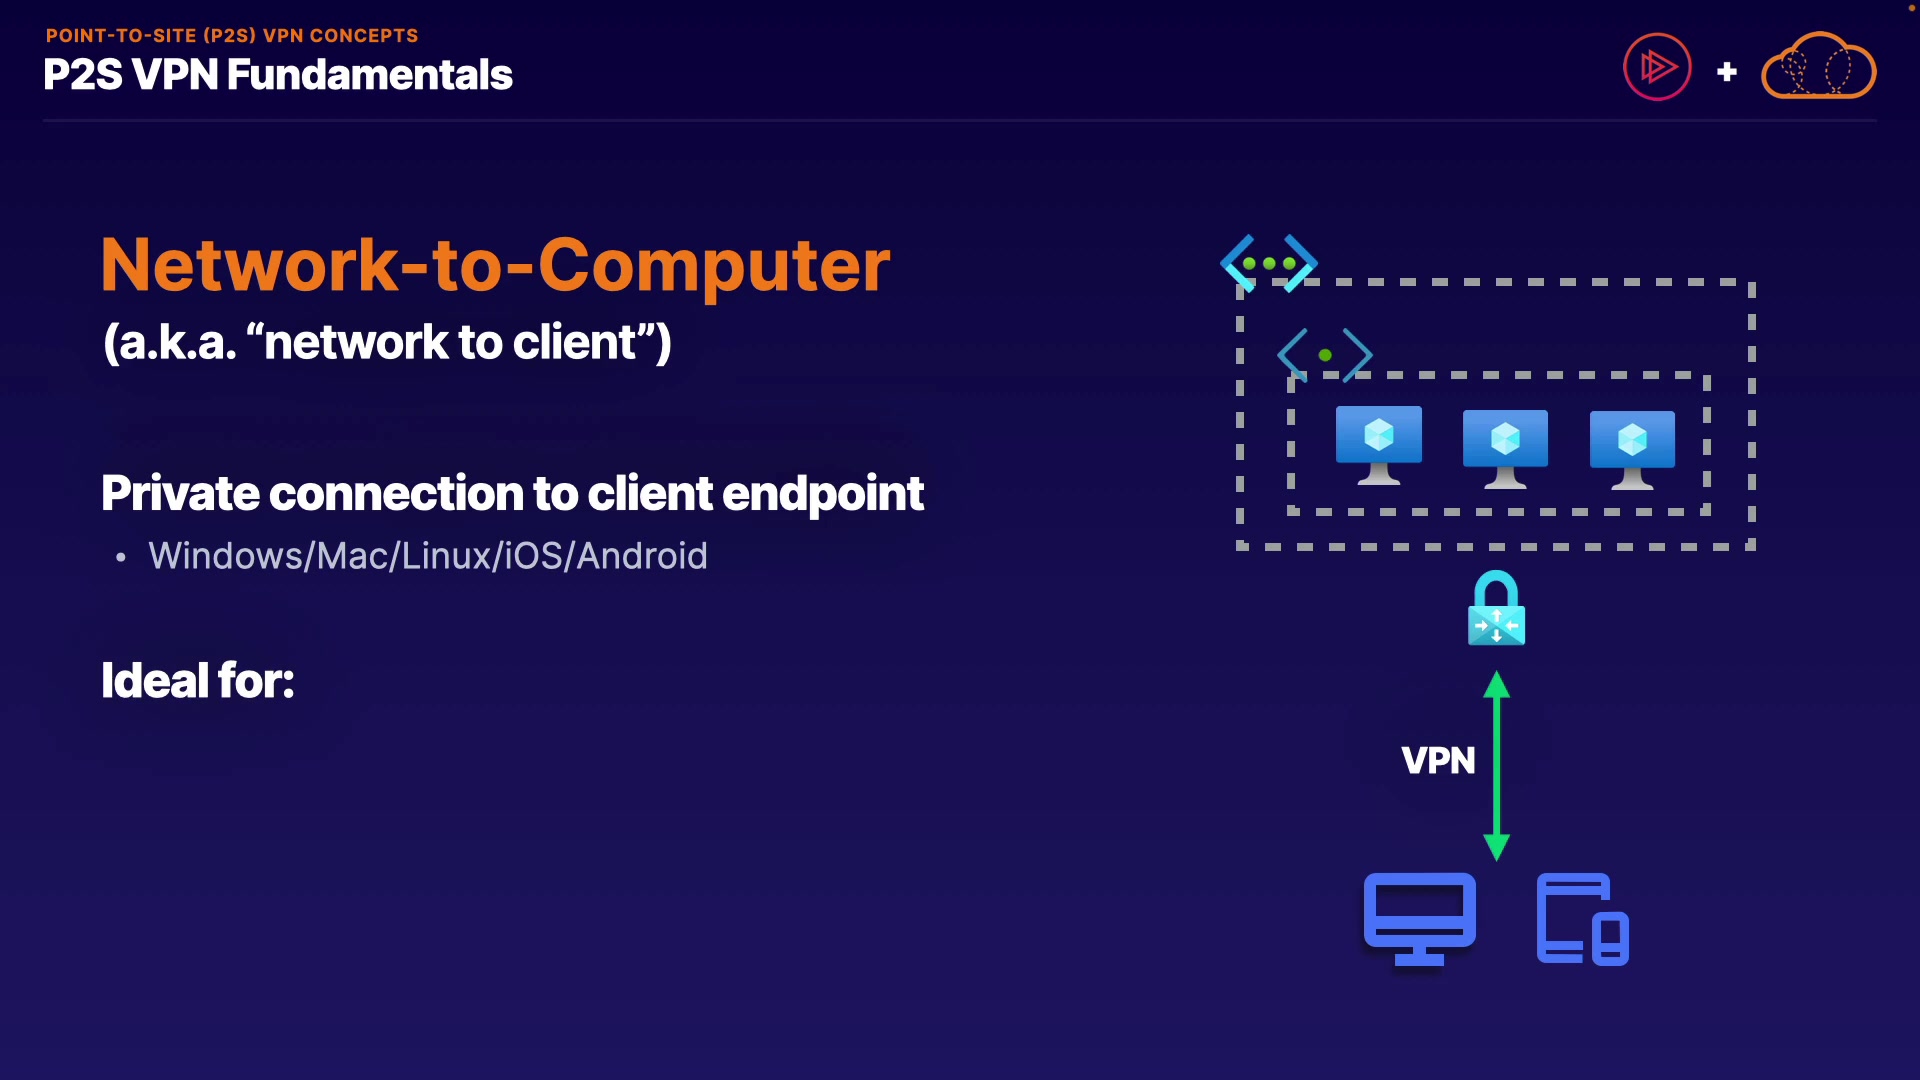 POINT-TO-SITE (P2S) VPN CONCEPTS
P2S VPN Fundamentals
Network-to-Computer
(a.k.a. “network to client”)
Private connection to client endpoint
• Windows/Mac/Linux/iOS/Android
Ideal for:
VPN